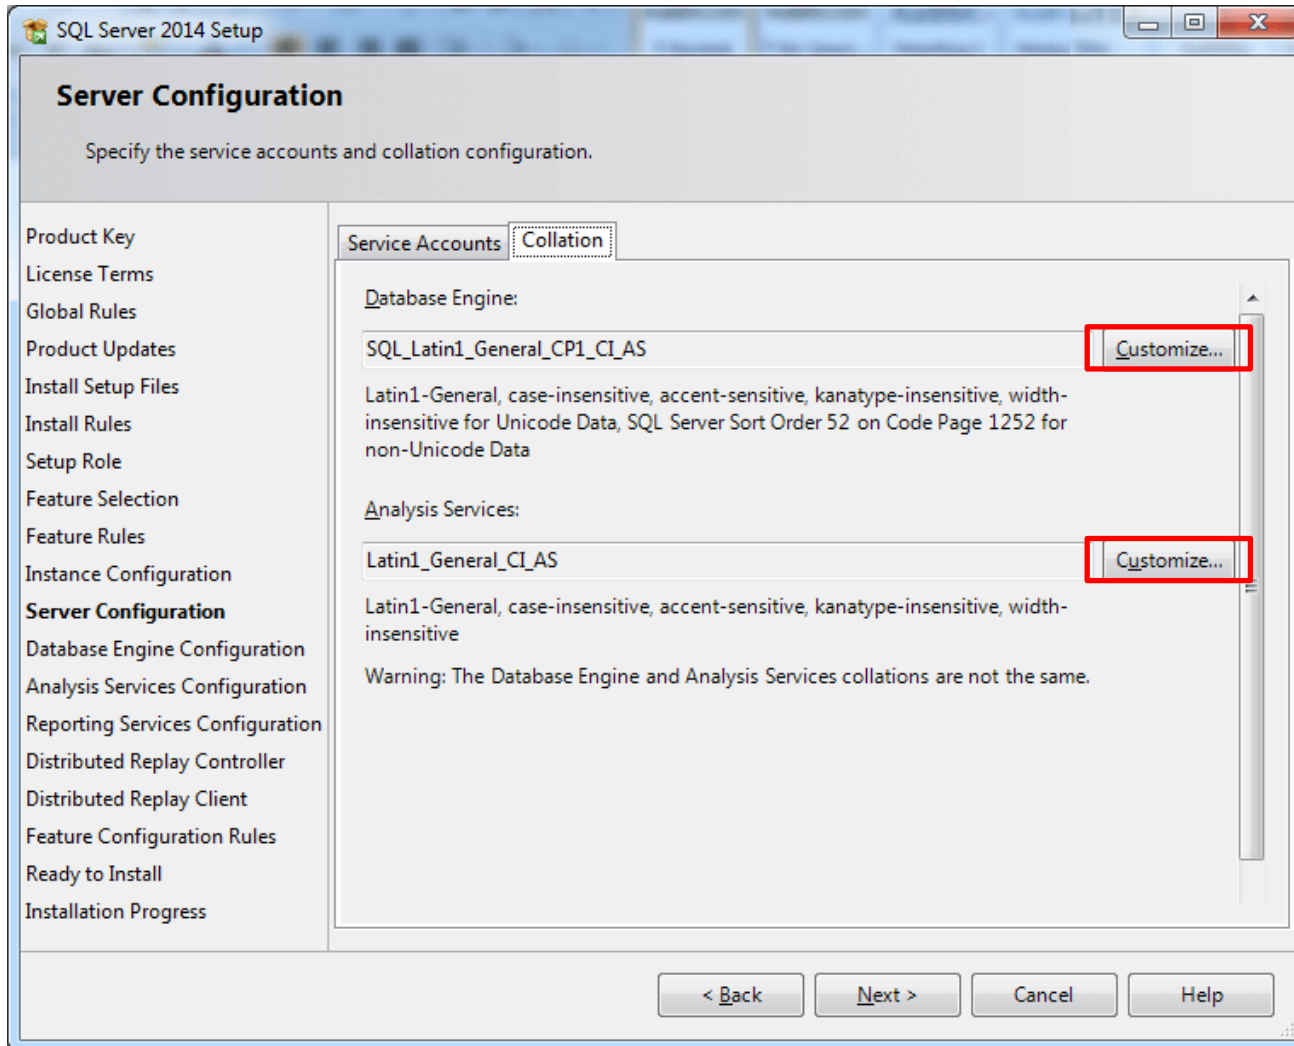 SQL Server 2014 Setup
Server Configuration
Specify the service accounts and collation configuration.
Product Key
License Terms
Global Rules
Product Updates
Install Setup Files
Install Rules
Setup Role
Feature Selection
Feature Rules
Instance Configuration
Server Configuration
Database Engine Configuration
Analysis Services Configuration
Reporting Services Configuration
Distributed Replay Controller
Distributed Replay Client
Feature Configuration Rules
Ready to Install
Installation Progress
Service Accounts
Collation
Database Engine:
SQL_Latin1_General_CP1_CI_AS
Customize...
Latin1-General, case-insensitive, accent-sensitive, kanatype-insensitive, width-
insensitive for Unicode Data, SQL Server Sort Order 52 on Code Page 1252 for
non-Unicode Data
Analysis Services:
Latin1_General_CI_AS
Customize...
Latin1-General, case-insensitive, accent-sensitive, kanatype-insensitive, width-
insensitive
Warning: The Database Engine and Analysis Services collations are not the same.
< Back
Next >
Cancel
Help